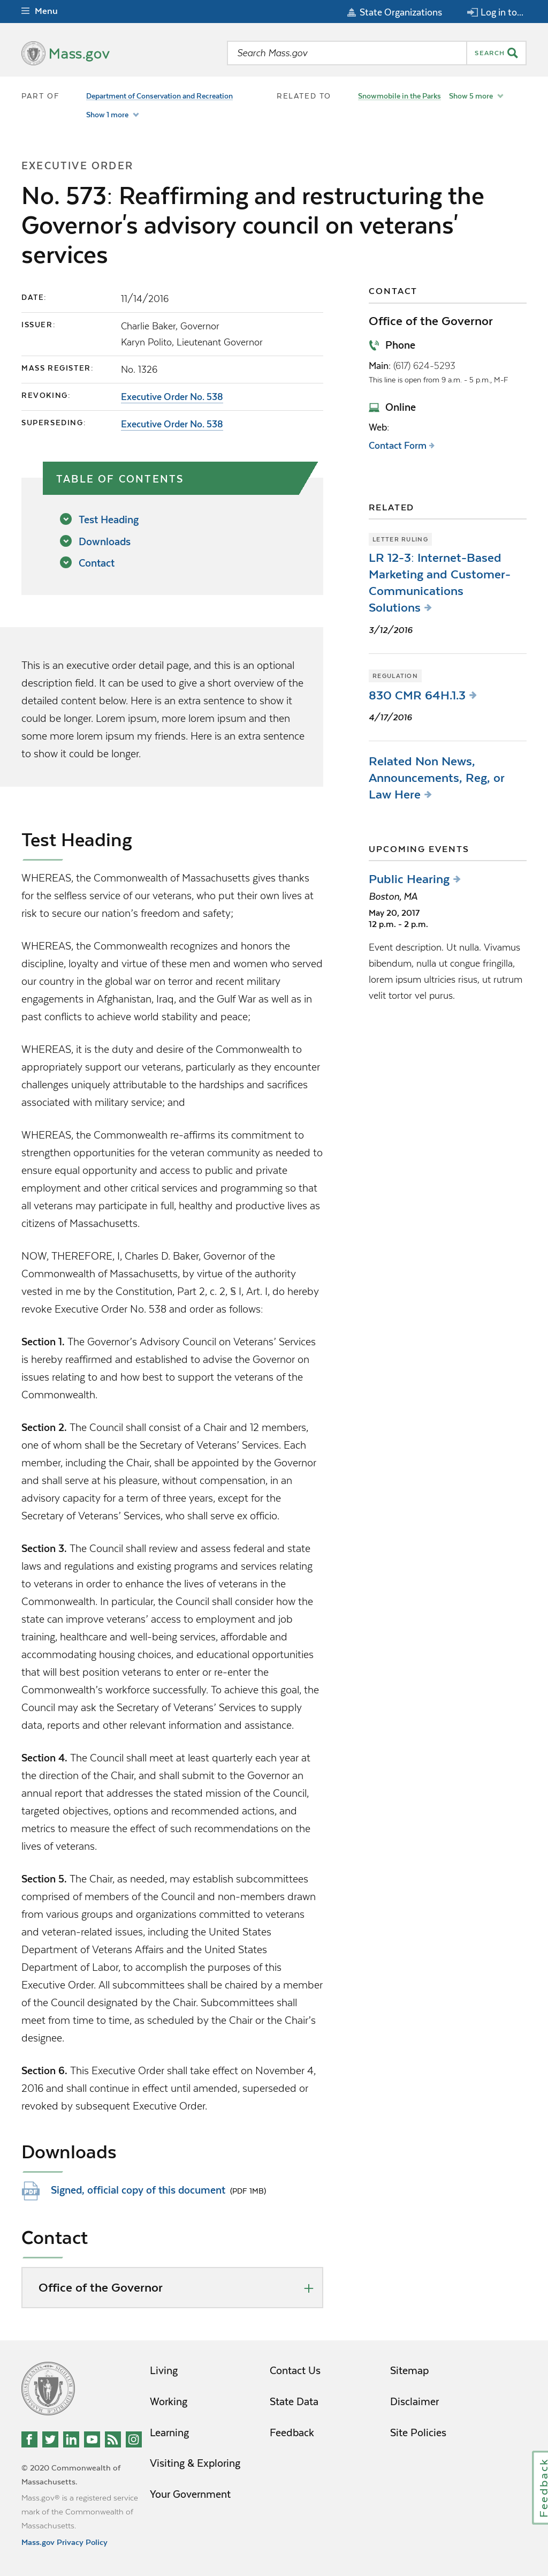 Menu
State Organizations
Log in to...
Mass.gov
Search Mass.gov
SEARCH
PART OF
Department of Conservation and Recreation
Show 1 more
RELATED TO
Snowmobile in the Parks
Show 5 more
EXECUTIVE ORDER
No. 573: Reaffirming and restructuring the
Governor's advisory council on veterans'
services
DATE:
11/14/2016
ISSUER:
Charlie Baker, Governor
Karyn Polito, Lieutenant Governor
MASS REGISTER:
No. 1326
REVOKING:
Executive Order No. 538
SUPERSEDING:
Executive Order No. 538
TABLE OF CONTENTS
Test Heading
Downloads
Contact
This is an executive order detail page, and this is an optional
description field. It can be used to give a short overview of the
detailed content below. Here is an extra sentence to show it
could be longer. Lorem ipsum, more lorem ipsum and then
some more lorem ipsum my friends. Here is an extra sentence
to show it could be longer.
Test Heading
WHEREAS, the Commonwealth of Massachusetts gives thanks
for the selfless service of our veterans, who put their own lives at
risk to secure our nation's freedom and safety;
WHEREAS, the Commonwealth recognizes and honors the
discipline, loyalty and virtue of these men and women who served
our country in the global war on terror and recent military
engagements in Afghanistan, Iraq, and the Gulf War as well as in
past conflicts to achieve world stability and peace;
WHEREAS, it is the duty and desire of the Commonwealth to
appropriately support our veterans, particularly as they encounter
challenges uniquely attributable to the hardships and sacrifices
associated with military service; and
WHEREAS, the Commonwealth re-affirms its commitment to
strengthen opportunities for the veteran community as needed to
ensure equal opportunity and access to public and private
employment and other critical services and programming so that
all veterans may participate in full, healthy and productive lives as
citizens of Massachusetts.
NOW, THEREFORE, I, Charles D. Baker, Governor of the
Commonwealth of Massachusetts, by virtue of the authority
vested in me by the Constitution, Part 2, c. 2, § I, Art. I, do hereby
revoke Executive Order No. 538 and order as follows:
Section 1. The Governor's Advisory Council on Veterans' Services
is hereby reaffirmed and established to advise the Governor on
issues relating to and how best to support the veterans of the
Commonwealth.
Section 2. The Council shall consist of a Chair and 12 members,
one of whom shall be the Secretary of Veterans' Services. Each
member, including the Chair, shall be appointed by the Governor
and shall serve at his pleasure, without compensation, in an
advisory capacity for a term of three years, except for the
Secretary of Veterans' Services, who shall serve ex officio.
Section 3. The Council shall review and assess federal and state
laws and regulations and existing programs and services relating
to veterans in order to enhance the lives of veterans in the
Commonwealth. In particular, the Council shall consider how the
state can improve veterans' access to employment and job
training, healthcare and well-being services, affordable and
accommodating housing choices, and educational opportunities
that will best position veterans to enter or re-enter the
Commonwealth's workforce successfully. To achieve this goal, the
Council may ask the Secretary of Veterans' Services to supply
data, reports and other relevant information and assistance.
Section 4. The Council shall meet at least quarterly each year at
the direction of the Chair, and shall submit to the Governor an
annual report that addresses the stated mission of the Council,
targeted objectives, options and recommended actions, and
metrics to measure the effect of such recommendations on the
lives of veterans.
Section 5. The Chair, as needed, may establish subcommittees
comprised of members of the Council and non-members drawn
from various groups and organizations committed to veterans
and veteran-related issues, including the United States
Department of Veterans Affairs and the United States
Department of Labor, to accomplish the purposes of this
Executive Order. All subcommittees shall be chaired by a member
of the Council designated by the Chair. Subcommittees shall
meet from time to time, as scheduled by the Chair or the Chair's
designee.
Section 6. This Executive Order shall take effect on November 4,
2016 and shall continue in effect until amended, superseded or
revoked by subsequent Executive Order.
Downloads
PDF
Signed, official copy of this document (PDF 1MB)
Contact
Office of the Governor
CONTACT
Office of the Governor
Phone
Main: (617) 624-5293
This line is open from 9 a.m. - 5 p.m., M-F
Online
Web:
Contact Form
RELATED
LETTER RULING
LR 12-3: Internet-Based
Marketing and Customer-
Communications
Solutions
3/12/2016
REGULATION
830 CMR 64H.1.3
4/17/2016
Related Non News,
Announcements, Reg, or
Law Here
UPCOMING EVENTS
Public Hearing
Boston, MA
May 20, 2017
12 p.m. - 2 p.m.
Event description. Ut nulla. Vivamus
bibendum, nulla ut congue fringilla,
lorem ipsum ultricies risus, ut rutrum
velit tortor vel purus.
Living
Working
Learning
Visiting & Exploring
Your Government
Contact Us
State Data
Feedback
Sitemap
Disclaimer
Site Policies
© 2020 Commonwealth of
Massachusetts.
Mass.gov® is a registered service
mark of the Commonwealth of
Massachusetts.
Mass.gov Privacy Policy
Feedback